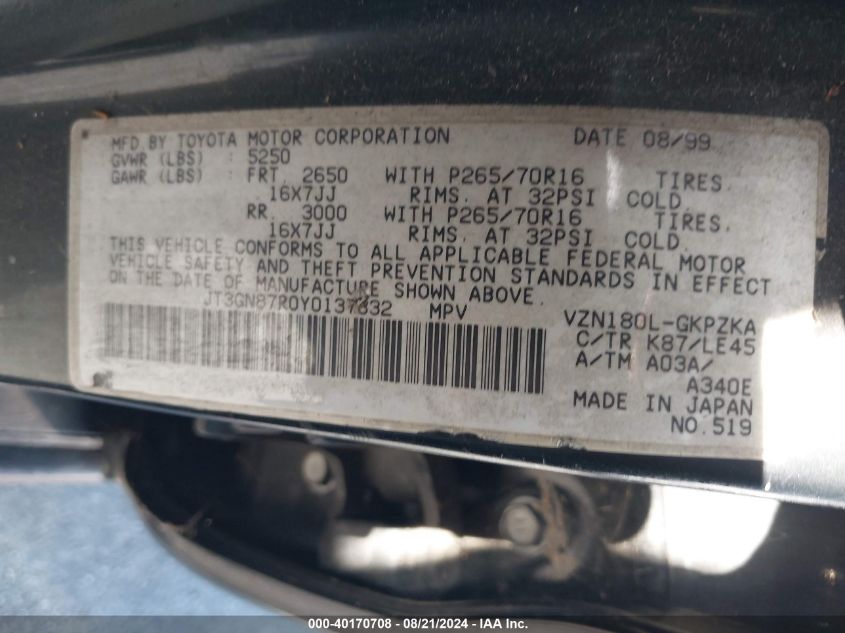 MFD BY TOYOTA MOTOR CORPORATION DATE 08/99
GVWR (LBS) : 5250
GAWR (LBS) : FRT 2650 WITH P265/70R16 TIRES.
16X7JJ RIMS. AT 32PSI COLD.
RR. 3000 WITH P265/70R16 TIRES.
16X7JJ RIMS. AT 32PSI COLD.
THIS VEHICLE CONFORMS TO ALL APPLICABLE FEDERAL MOTOR
VEHICLE SAFETY AND THEFT PREVENTION STANDARDS IN EFFECT
ON THE DATE OF MANUFACTURE SHOWN ABOVE.
JT3GN87R0Y0137832 MPV
VZN180L-GKPZKA
C/TR K87/LE45
A/TM A03A/
A340E
MADE IN JAPAN
NO.519
000-40170708 - 08/21/2024 - IAA Inc.